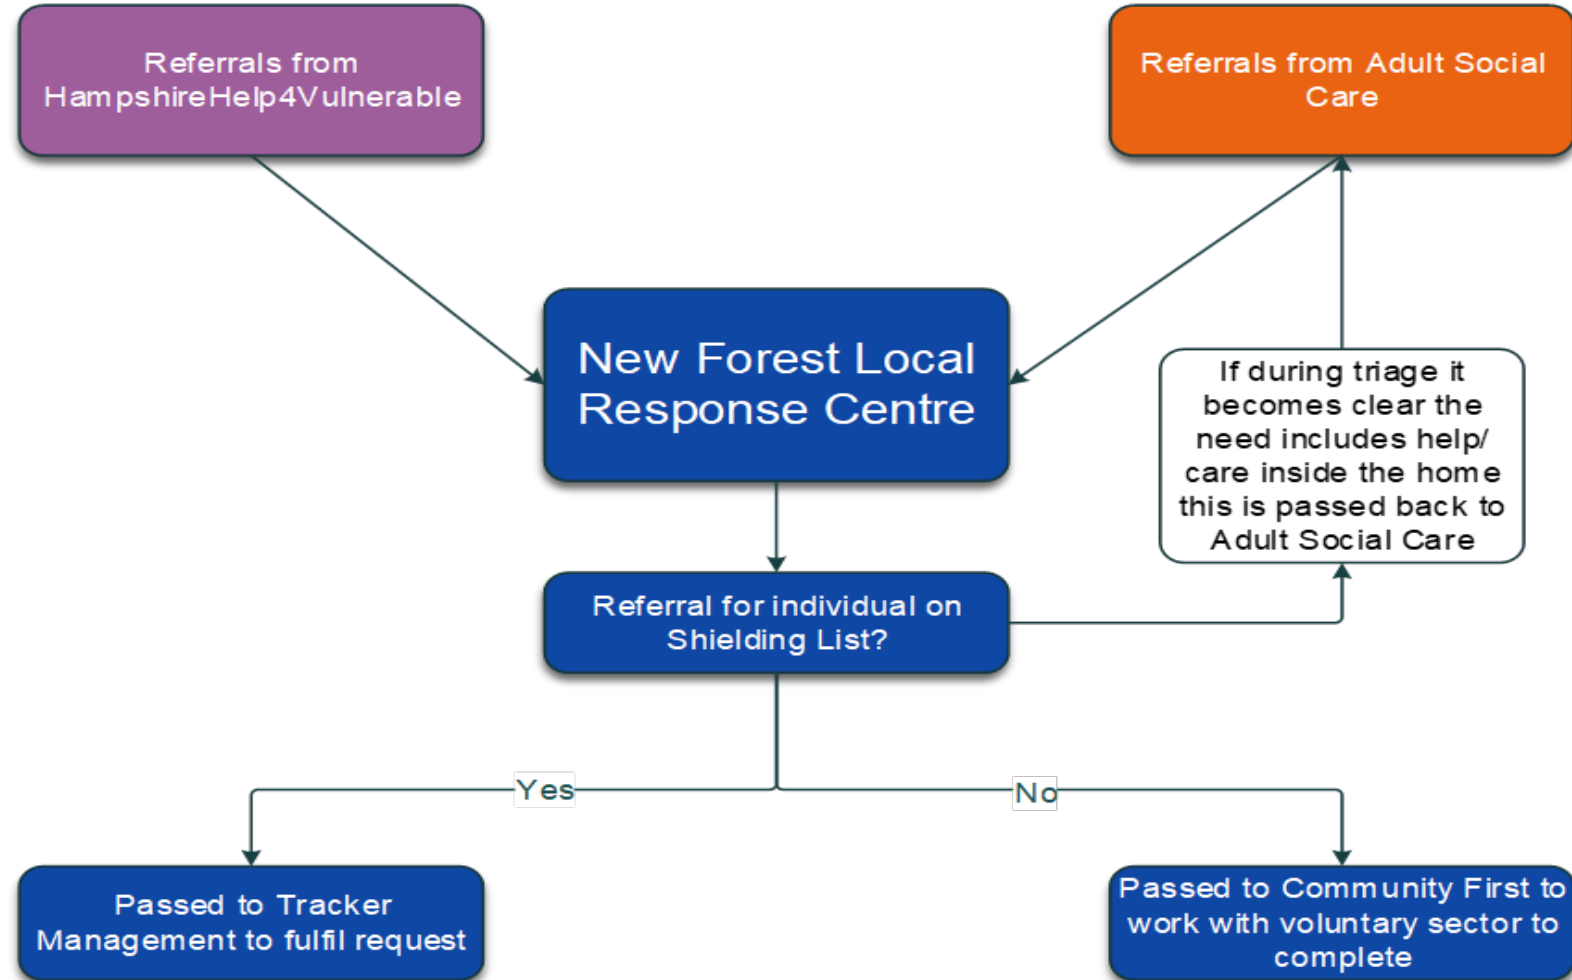 Referrals from
HampshireHelp4Vulnerable
Referrals from Adult Social
Care
New Forest Local
Response Centre
If during triage it
becomes clear the
need includes help/
care inside the home
this is passed back to
Adult Social Care
Referral for individual on
Shielding List?
Yes
No
Passed to Tracker
Management to fulfil request
Passed to Community First to
work with voluntary sector to
complete